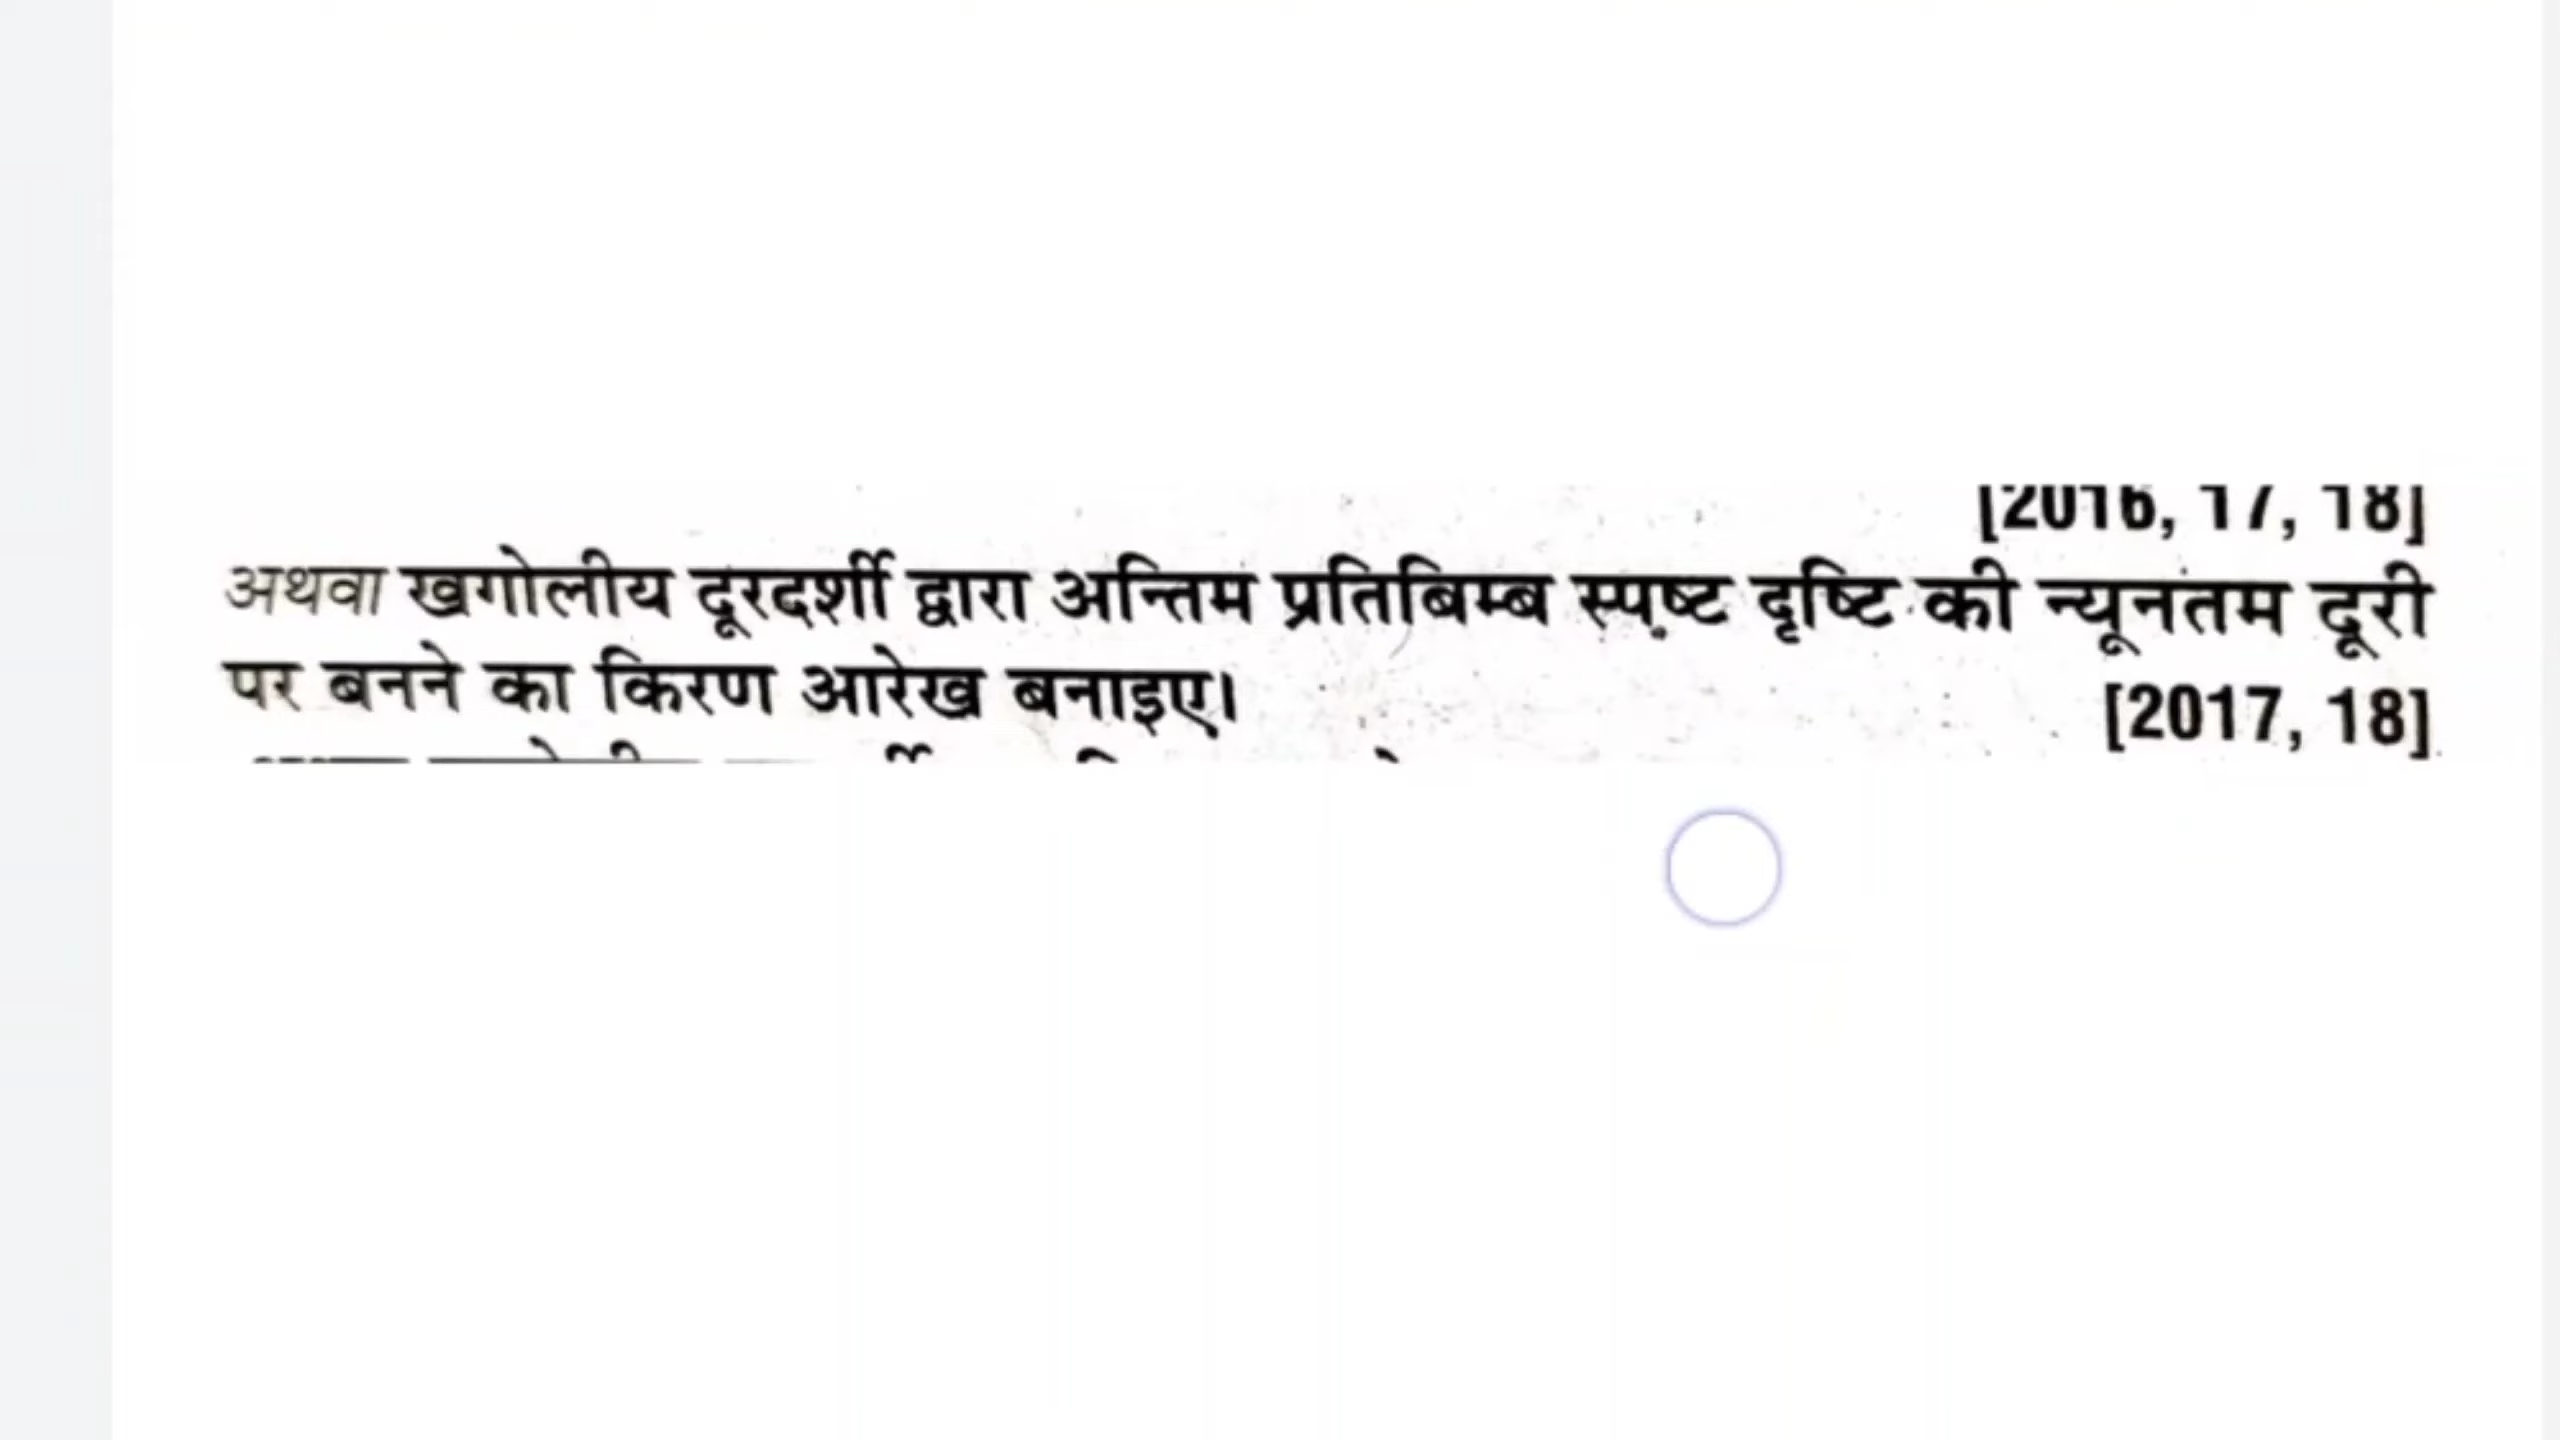 [2016, 17, 18]
अथवा खगोलीय दूरदर्शी द्वारा अन्तिम प्रतिबिम्ब स्पष्ट दृष्टि की न्यूनतम दूरी
पर बनने का किरण आरेख बनाइए।
[2017, 18]